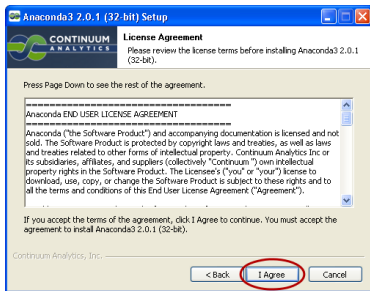 Anaconda3 2.0.1 (32-bit) Setup
CONTINUUM
ANALYTICS
License Agreement
Please review the license terms before installing Anaconda3 2.0.1
(32-bit).
Press Page Down to see the rest of the agreement.
=======================================
Anaconda END USER LICENSE AGREEMENT
=======================================
Anaconda ("the Software Product") and accompanying documentation is licensed and not
sold. The Software Product is protected by copyright laws and treaties, as well as laws
and treaties related to other forms of intellectual property. Continuum Analytics Inc or
its subsidiaries, affiliates, and suppliers (collectively "Continuum ") own intellectual
property rights in the Software Product. The Licensee's ("you" or "your") license to
download, use, copy, or change the Software Product is subject to these rights and to
all the terms and conditions of this End User License Agreement ("Agreement").
If you accept the terms of the agreement, click I Agree to continue. You must accept the
agreement to install Anaconda3 2.0.1 (32-bit).
Continuum Analytics, Inc.
< Back
I Agree
Cancel